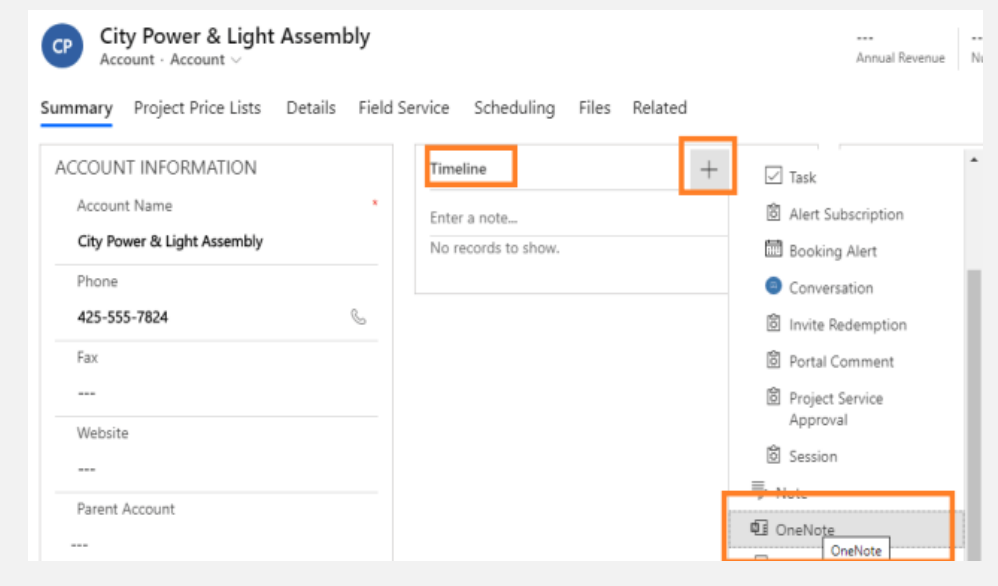 CP
City Power & Light Assembly
Account · Account
---
Annual Revenue
Summary Project Price Lists Details Field Service Scheduling Files Related
ACCOUNT INFORMATION
Account Name *
City Power & Light Assembly
Phone
425-555-7824
Fax
---
Website
---
Parent Account
---
Timeline
Enter a note...
No records to show.
Task
Alert Subscription
Booking Alert
Conversation
Invite Redemption
Portal Comment
Project Service
Approval
Session
Note
OneNote
OneNote